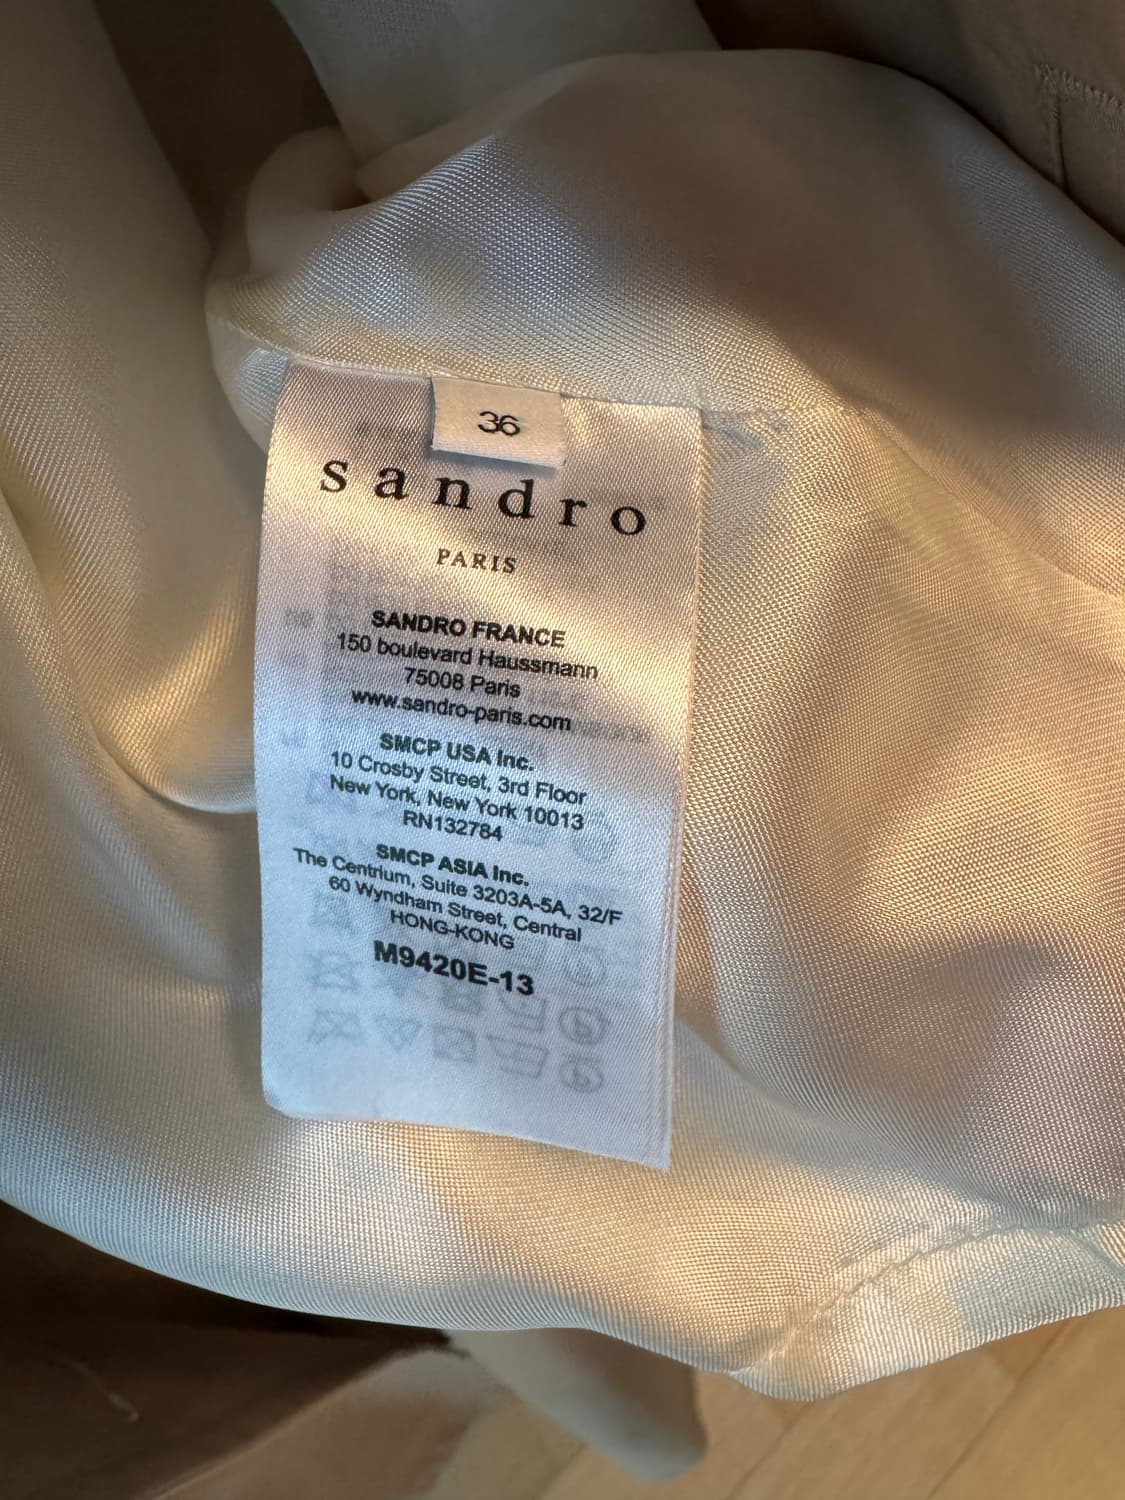 36
sandro
PARIS
SANDRO FRANCE
150 boulevard Haussmann
75008 Paris
www.sandro-paris.com
SMCP USA Inc.
10 Crosby Street, 3rd Floor
New York, New York 10013
RN132784
SMCP ASIA Inc.
The Centrium, Suite 3203A-5A, 32/F
60 Wyndham Street, Central
HONG-KONG
M9420E-13